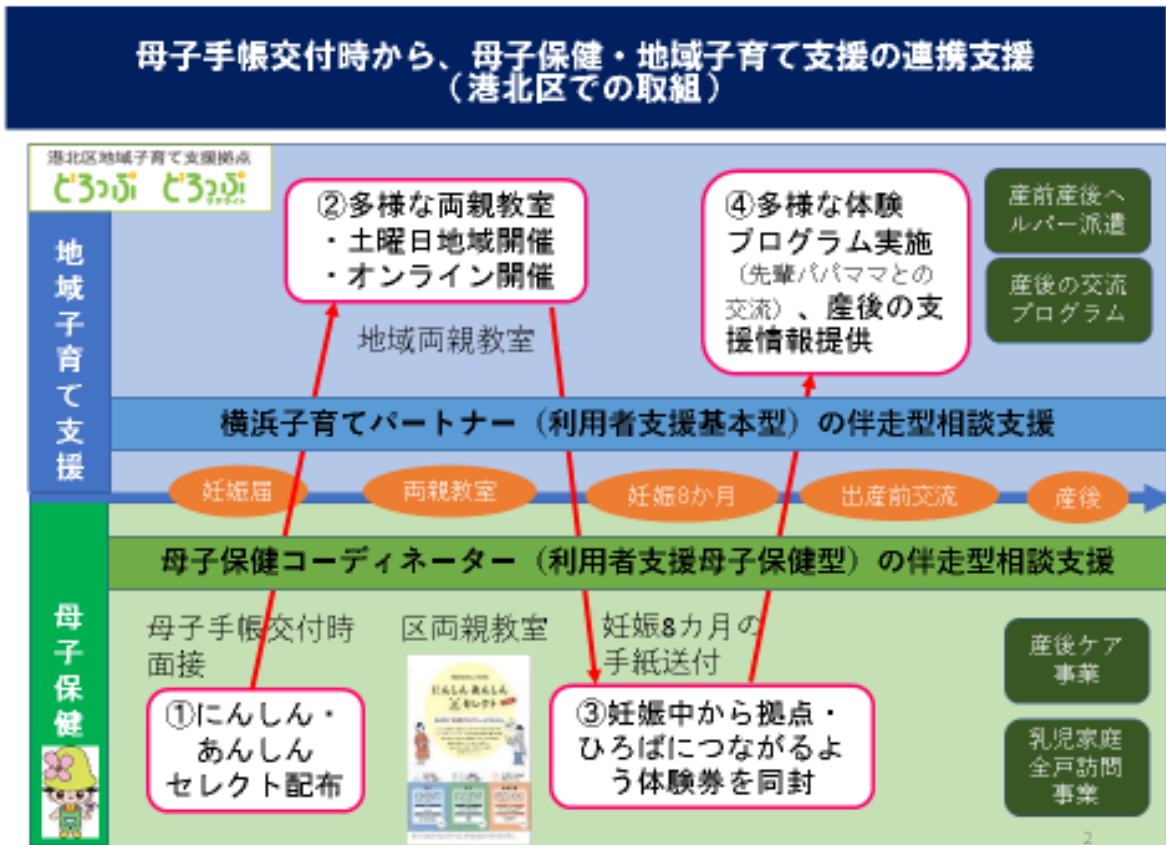 母子手帳交付時から、母子保健・地域子育て支援の連携支援
（港北区での取組）
港北区地域子育て支援拠点
どろっぷ どろっぷ
サテライト
地域子育て支援
②多様な両親教室
・土曜日地域開催
・オンライン開催
地域両親教室
④多様な体験
プログラム実施
（先輩パパママとの
交流）、産後の支
援情報提供
産前産後ヘ
ルパー派遣
産後の交流
プログラム
横浜子育てパートナー（利用者支援基本型）の伴走型相談支援
妊娠届
両親教室
妊娠8か月
出産前交流
産後
母子保健コーディネーター（利用者支援母子保健型）の伴走型相談支援
母子保健
母子手帳交付時
面接
①にんしん・
あんしん
セレクト配布
区両親教室
にんしん あんしん
セレクト
妊娠8カ月の
手紙送付
③妊娠中から拠点・
ひろばにつながるよ
う体験券を同封
産後ケア
事業
乳児家庭
全戸訪問
事業
2